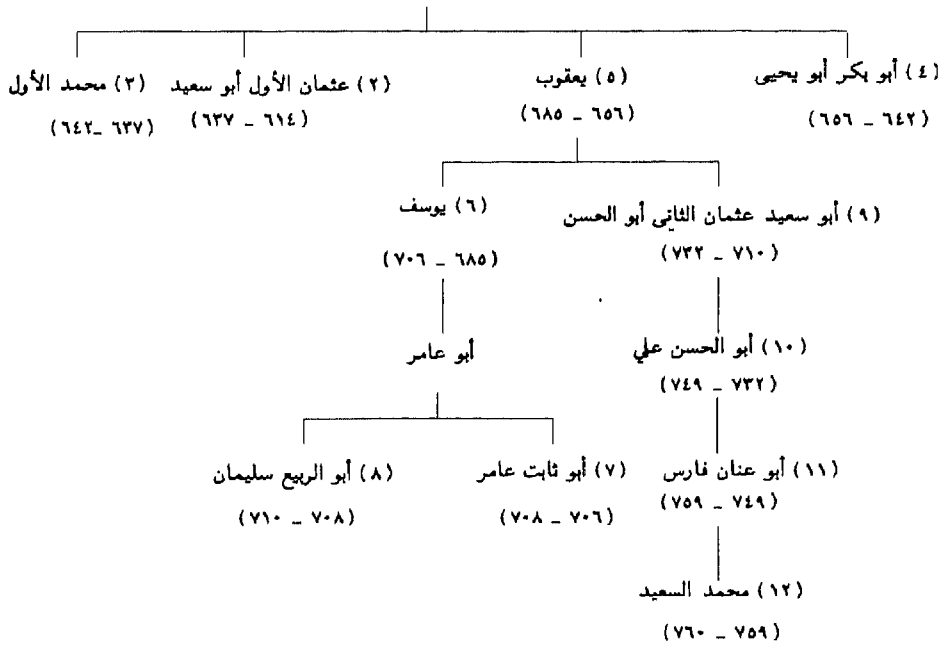 (٤) أبو بكر أبو يحيى
(٦٤٢ _ ٦٥٦)
(٥) يعقوب
(٦٥٦ _ ٦٨٥)
(٢) عثمان الأول أبو سعيد
(٦١٤ _ ٦٣٧)
(٣) محمد الأول
(٦٣٧ _٦٤٢)
(٩) أبو سعيد عثمان الثاني أبو الحسن
(٧١٠ _ ٧٣٢)
(٦) يوسف
(٦٨٥ _ ٧٠٦)
(١٠) أبو الحسن علي
(٧٣٢ _ ٧٤٩)
أبو عامر
(١١) أبو عنان فارس
(٧٤٩ _ ٧٥٩)
(٧) أبو ثابت عامر
(٧٠٦ _ ٧٠٨)
(٨) أبو الربيع سليمان
(٧٠٨ _ ٧١٠)
(١٢) محمد السعيد
(٧٥٩ _ ٧٦٠)